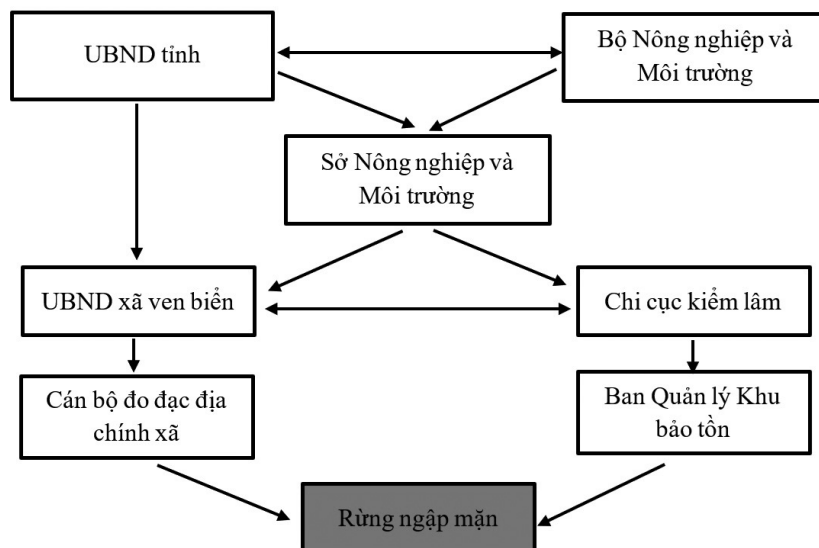 UBND tỉnh
Bộ Nông nghiệp và
Môi trường
Sở Nông nghiệp và
Môi trường
UBND xã ven biển
Chi cục kiểm lâm
Cán bộ đo đạc địa
chính xã
Ban Quản lý Khu
bảo tồn
Rừng ngập mặn